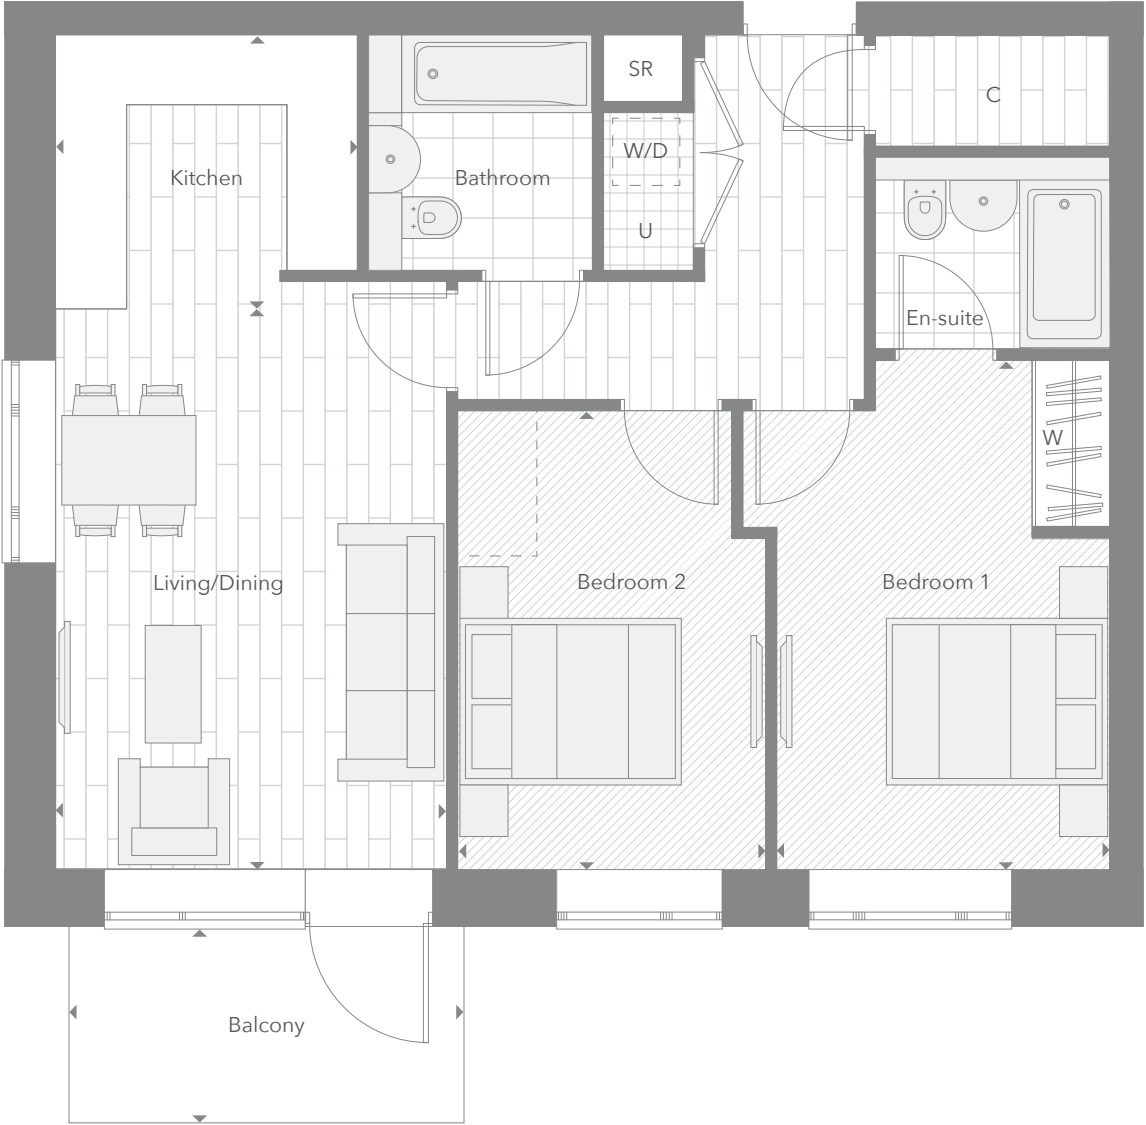 SR
C
W/D
Kitchen
Bathroom
U
En-suite
W
Living/Dining
Bedroom 2
Bedroom 1
Balcony